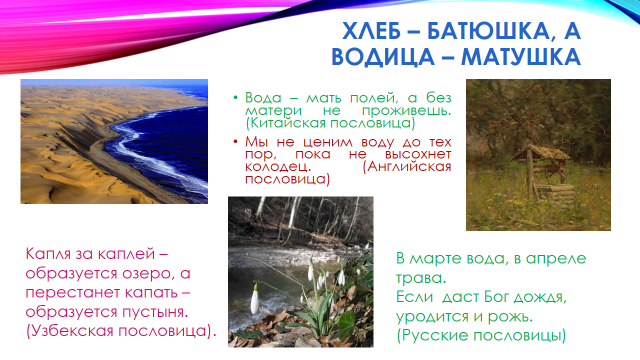 ХЛЕБ – БАТЮШКА, А
ВОДИЦА – МАТУШКА
• Вода – мать полей, а без
матери не проживешь.
(Китайская пословица)
• Мы не ценим воду до тех
пор, пока не высохнет
колодец. (Английская
пословица)
Капля за каплей –
образуется озеро, а
перестанет капать –
образуется пустыня.
(Узбекская пословица).
В марте вода, в апреле
трава.
Если даст Бог дождя,
уродится и рожь.
(Русские пословицы)